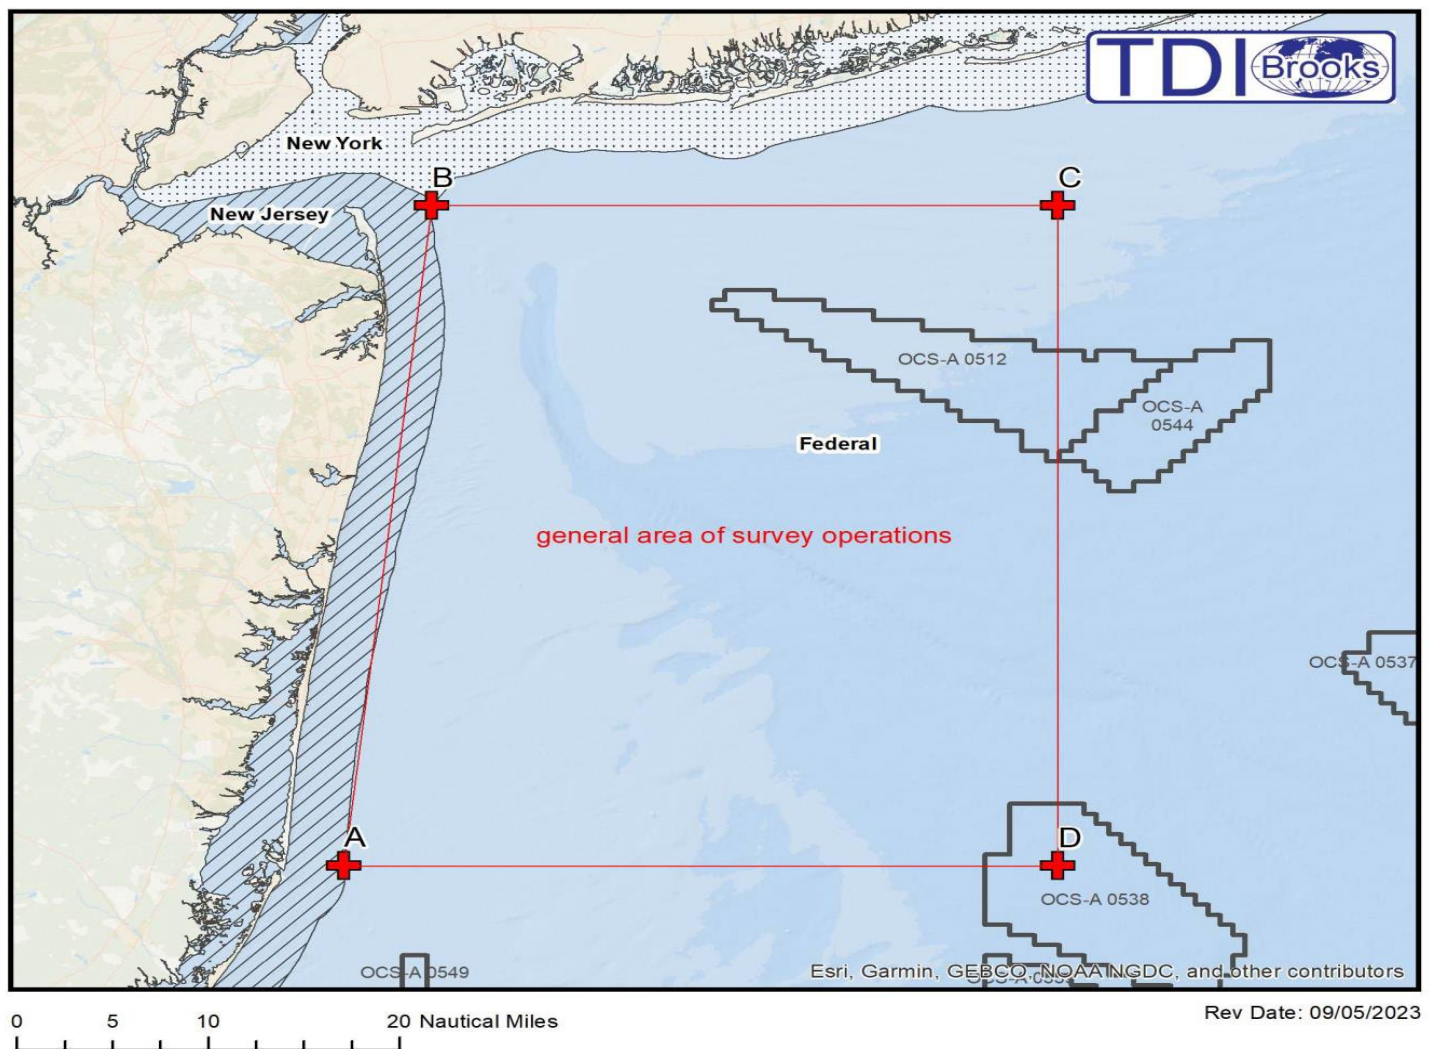 TDI Brooks
New York
B
C
New Jersey
OCS-A 0512
OCS-A
0544
Federal
general area of survey operations
OCS-A 0537
A
D
OCS-A 0538
OCS-A 0549
Esri, Garmin, GEBCO, NOAA NGDC, and other contributors
0 5 10 20 Nautical Miles
Rev Date: 09/05/2023